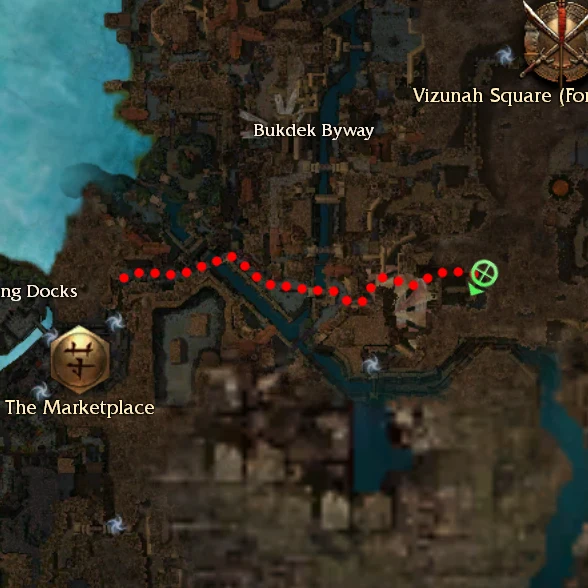 Vizunah Square (For
Bukdek Byway
ng Docks
The Marketplace